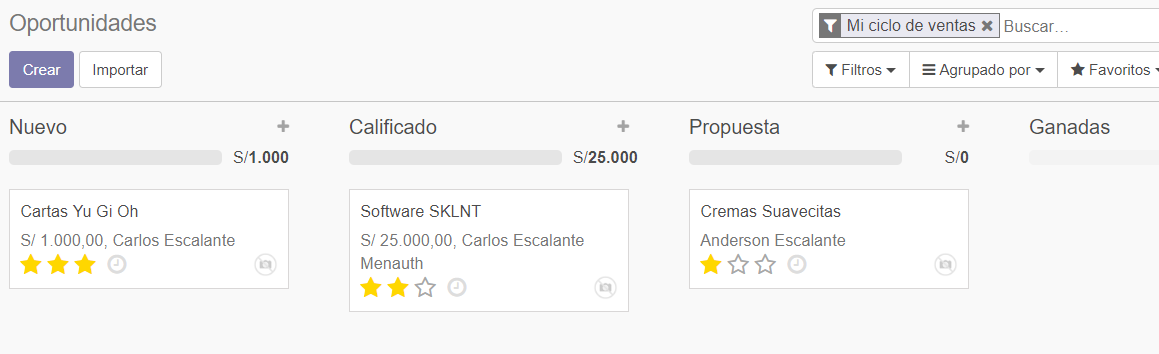 Oportunidades
Mi ciclo de ventas ✖ Buscar...
Crear Importar
Filtros Agrupado por Favoritos
Nuevo + Calificado + Propuesta + Ganadas
S/1.000 S/25.000 S/0
Cartas Yu Gi Oh
S/ 1.000,00, Carlos Escalante
Software SKLNT
S/ 25.000,00, Carlos Escalante
Menauth
Cremas Suavecitas
Anderson Escalante